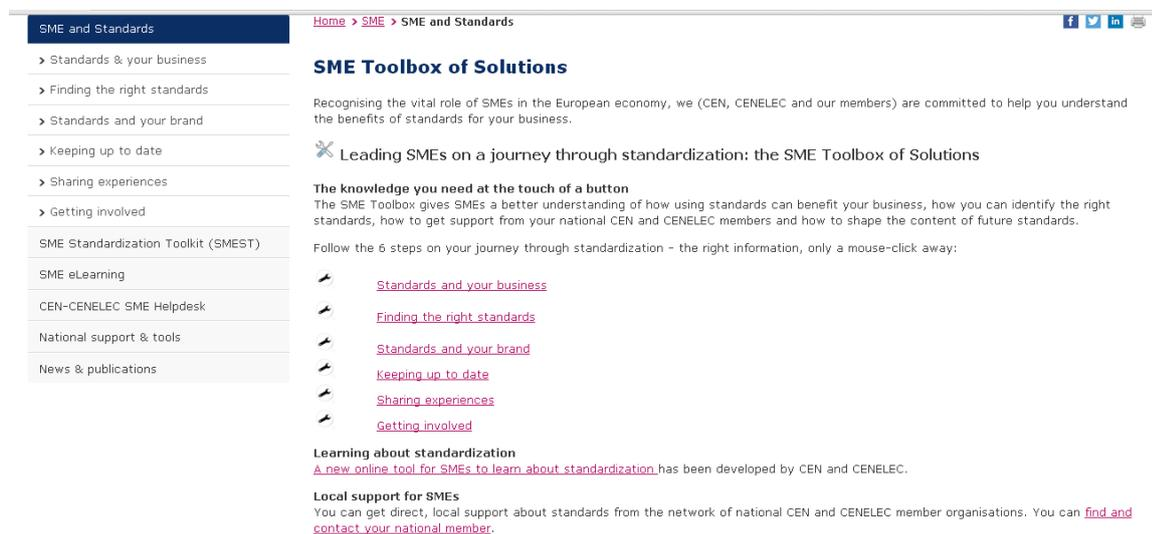 SME and Standards
> Standards & your business
> Finding the right standards
> Standards and your brand
> Keeping up to date
> Sharing experiences
> Getting involved
SME Standardization Toolkit (SMEST)
SME eLearning
CEN-CENELEC SME Helpdesk
National support & tools
News & publications
Home > SME > SME and Standards
SME Toolbox of Solutions
Recognising the vital role of SMEs in the European economy, we (CEN, CENELEC and our members) are committed to help you understand
the benefits of standards for your business.
Leading SMEs on a journey through standardization: the SME Toolbox of Solutions
The knowledge you need at the touch of a button
The SME Toolbox gives SMEs a better understanding of how using standards can benefit your business, how you can identify the right
standards, how to get support from your national CEN and CENELEC members and how to shape the content of future standards.
Follow the 6 steps on your journey through standardization - the right information, only a mouse-click away:
Standards and your business
Finding the right standards
Standards and your brand
Keeping up to date
Sharing experiences
Getting involved
Learning about standardization
A new online tool for SMEs to learn about standardization has been developed by CEN and CENELEC.
Local support for SMEs
You can get direct, local support about standards from the network of national CEN and CENELEC member organisations. You can find and
contact your national member.